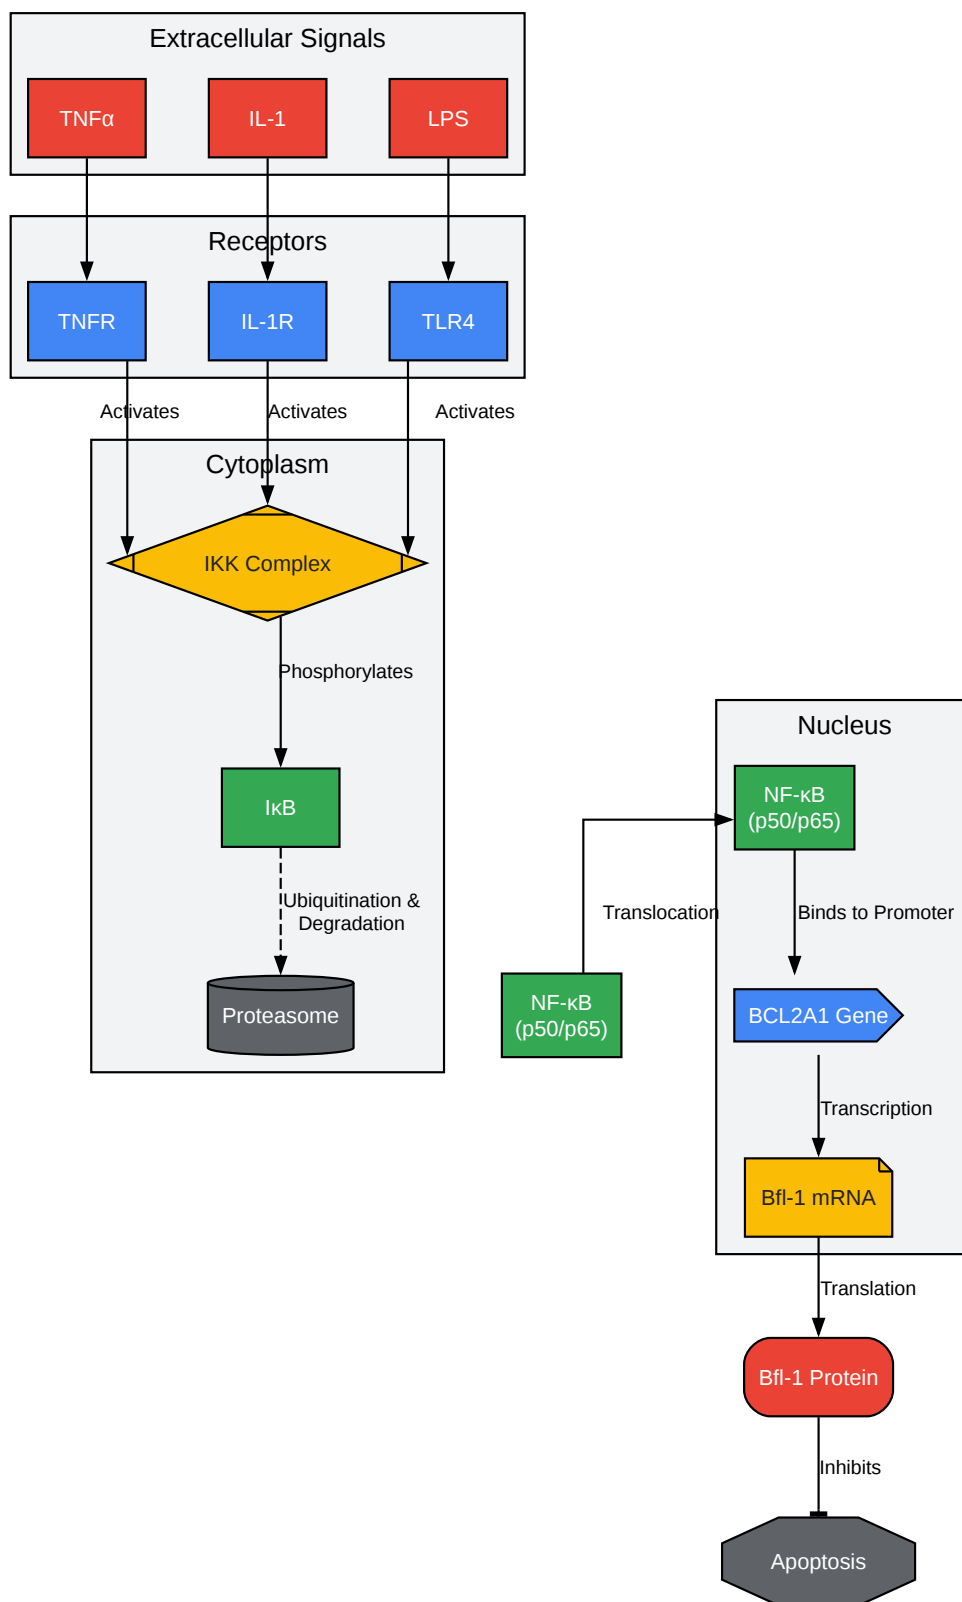 Extracellular Signals
TNFα
IL-1
LPS
Receptors
TNFR
IL-1R
TLR4
Activates
Activates
Activates
Cytoplasm
IKK Complex
Phosphorylates
IκB
Ubiquitination &
Degradation
Proteasome
NF-κB
(p50/p65)
Translocation
Nucleus
NF-κB
(p50/p65)
Binds to Promoter
BCL2A1 Gene
Transcription
Bfl-1 mRNA
Translation
Bfl-1 Protein
Inhibits
Apoptosis